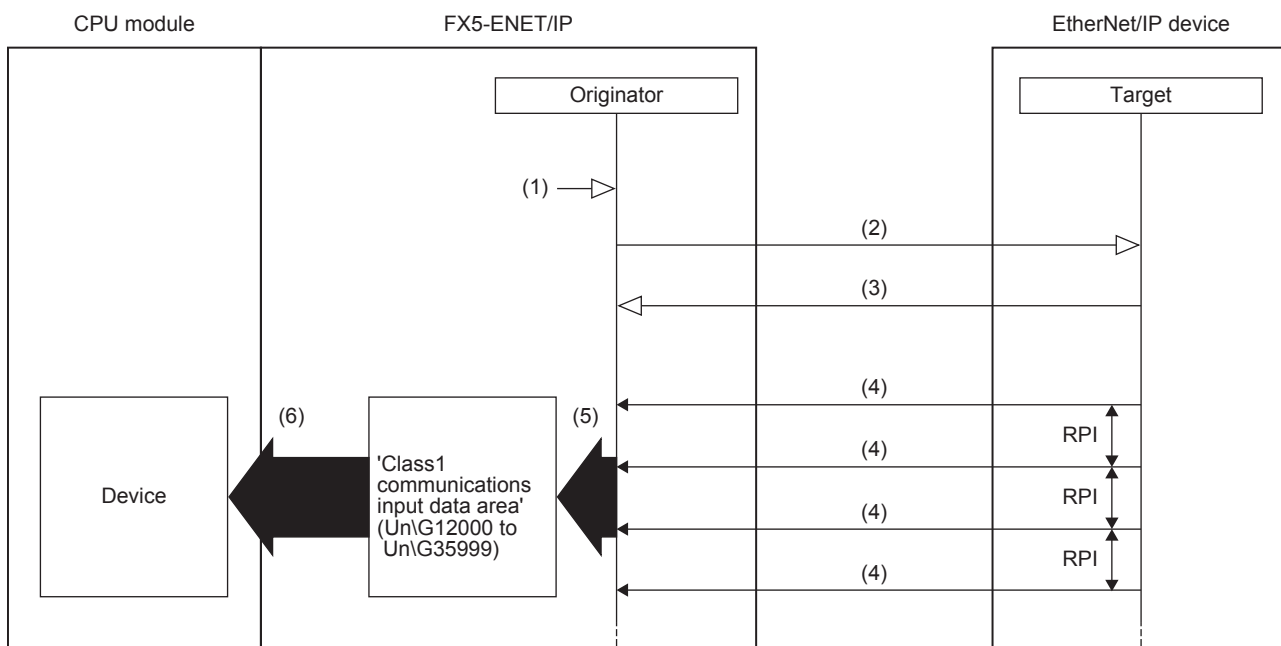 CPU module
FX5-ENET/IP
EtherNet/IP device
Originator
Target
(1)
(2)
(3)
(4)
RPI
(4)
RPI
(4)
RPI
(4)
(6)
(5)
Device
'Class1
communications
input data area'
(Un\G12000 to
Un\G35999)